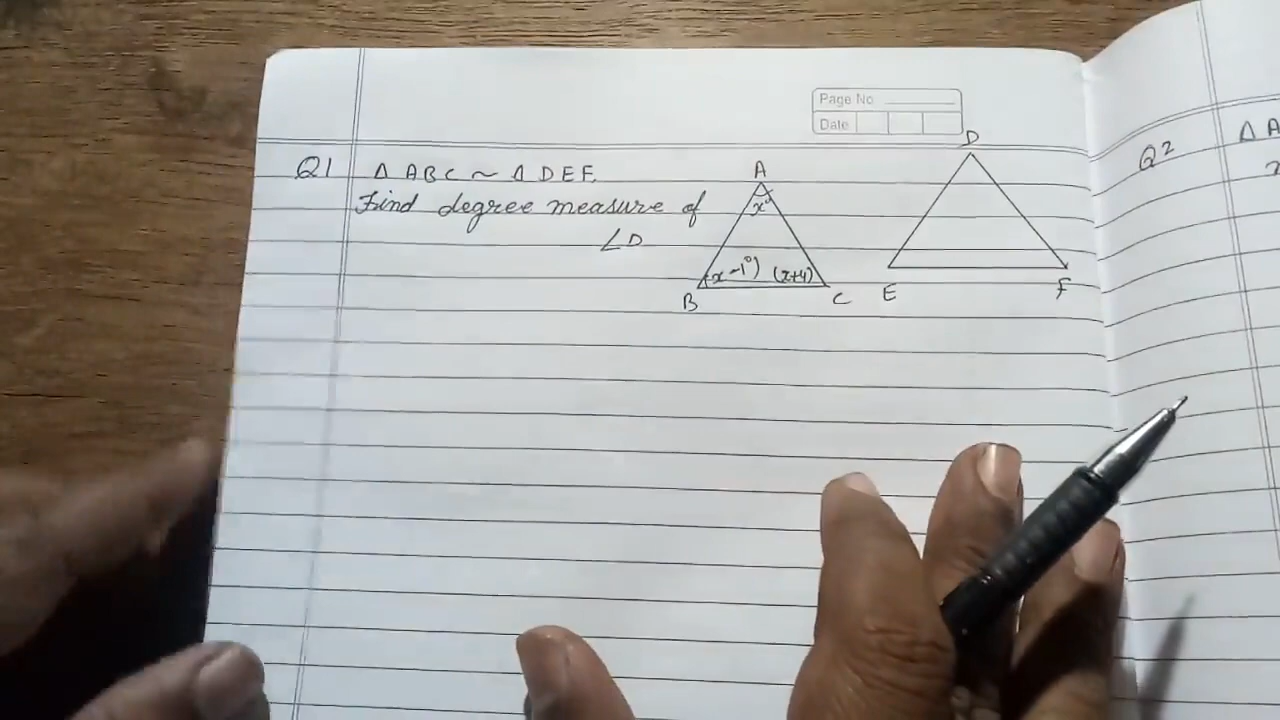 Page No
Date
Q1 Δ ABC ~ Δ DEF.
Find degree measure of
∠D
A
x°
(x-1°) (x+4)
B
C
D
E
F
Q2
Δ A